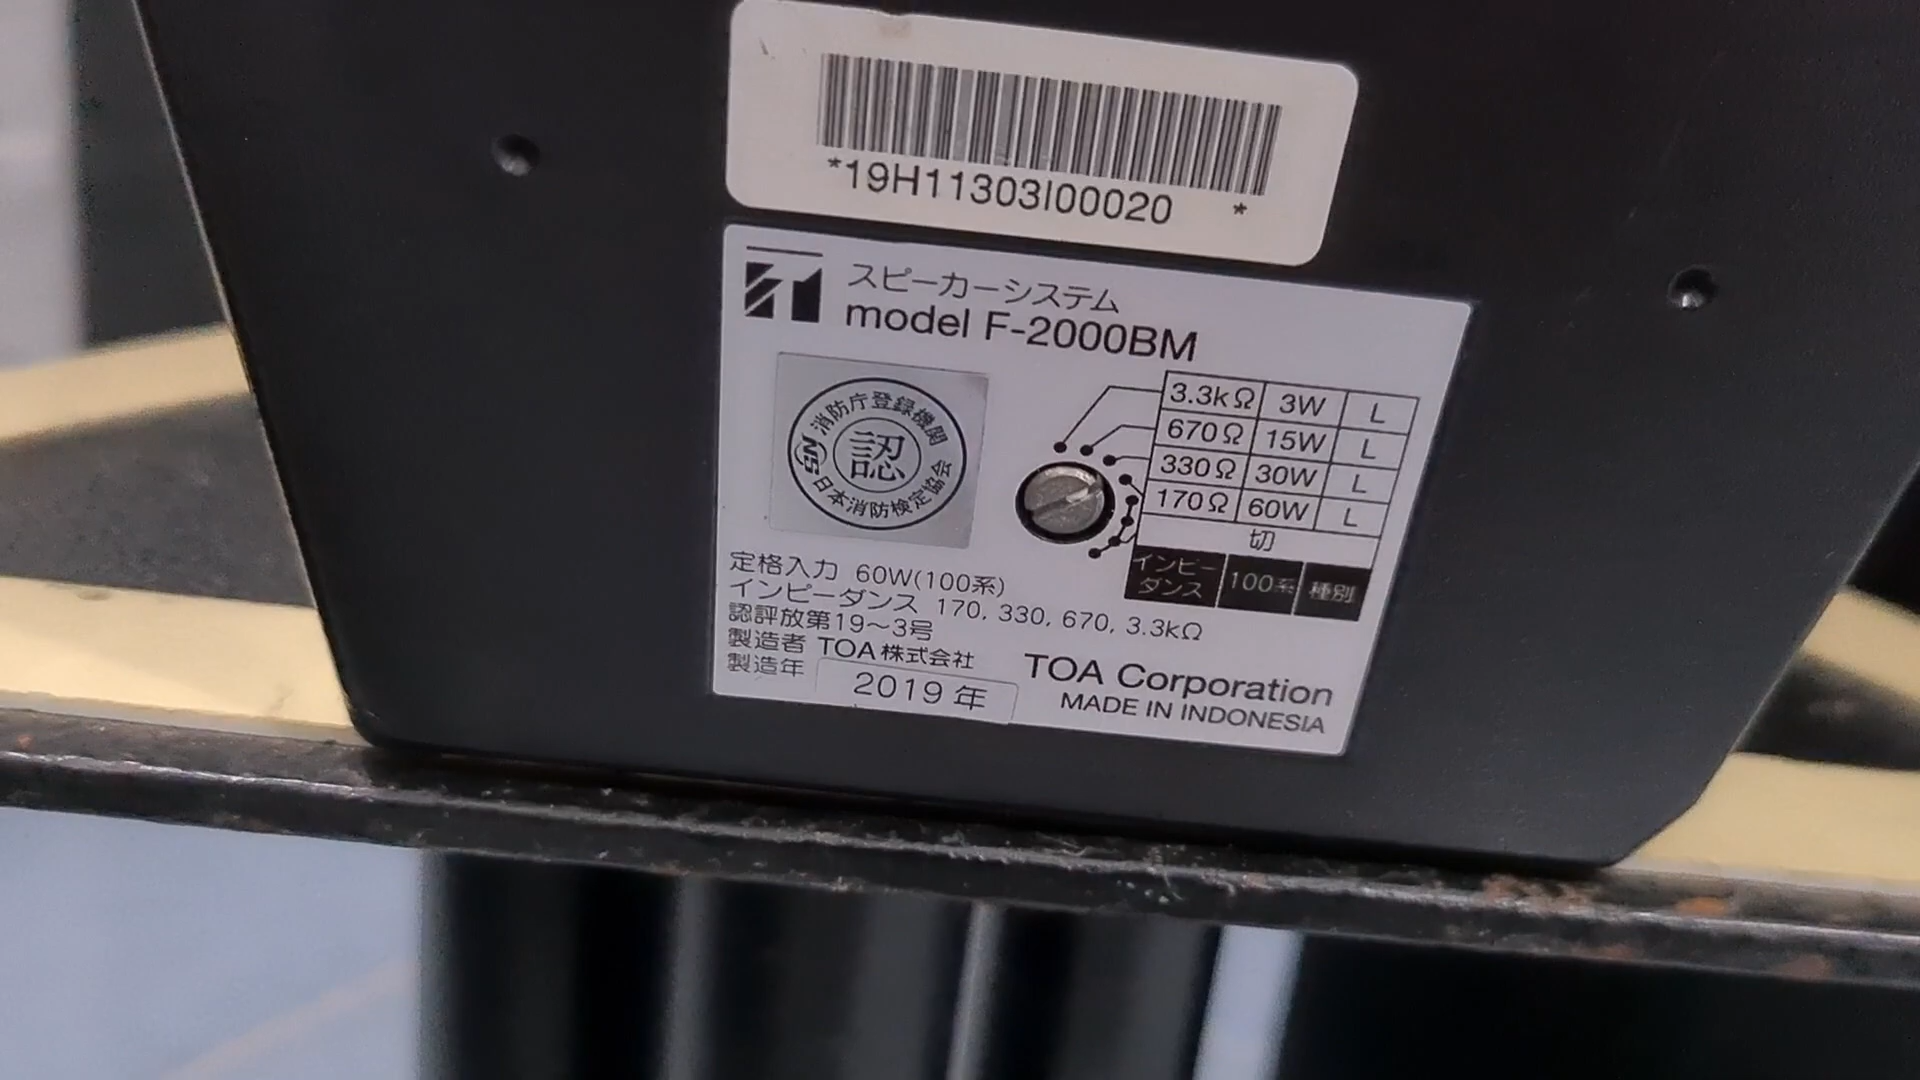 *19H11303I00020 *
スピーカーシステム
model F-2000BM
消防庁登録機関
認
NS
日本消防検定協会
3.3kΩ 3W L
670Ω 15W L
330Ω 30W L
170Ω 60W L
切
インピーダンス 100系 種別
定格入力 60W(100系)
インピーダンス 170, 330, 670, 3.3kΩ
認評放第19～3号
製造者 TOA株式会社
製造年 2019年
TOA Corporation
MADE IN INDONESIA